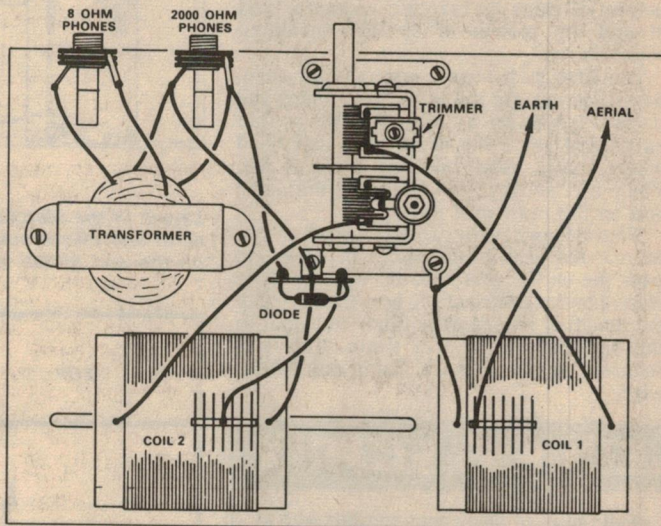 8 OHM
PHONES
2000 OHM
PHONES
TRIMMER
EARTH
AERIAL
TRANSFORMER
DIODE
COIL 2
COIL 1